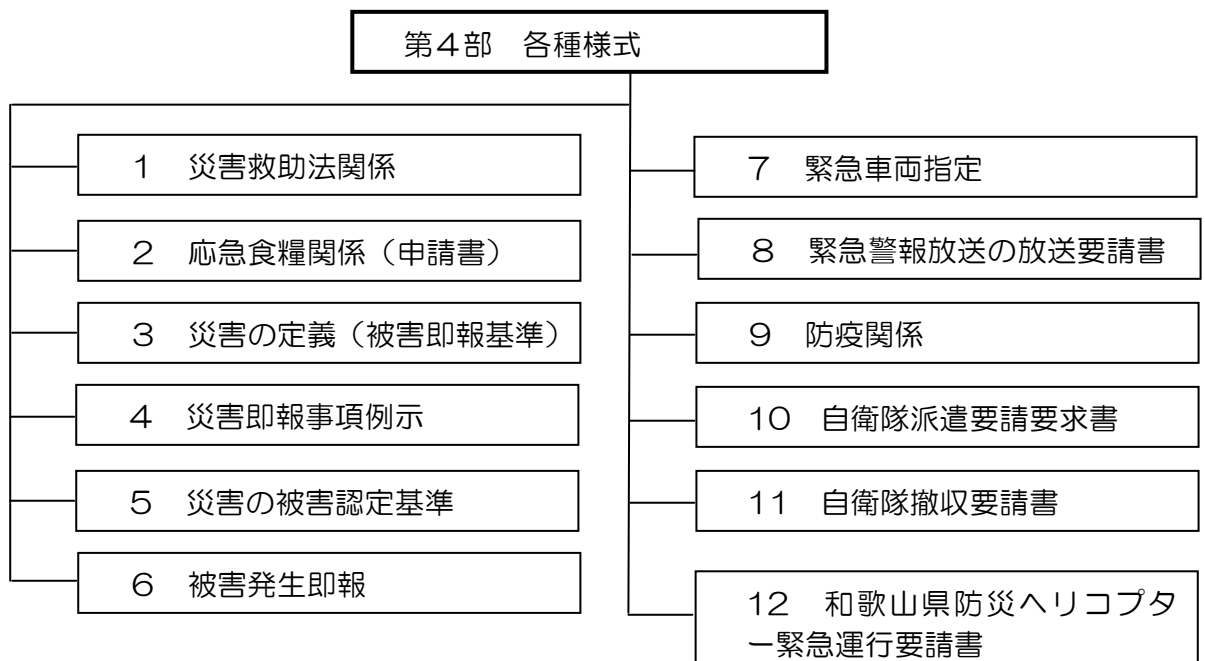 第４部　各種様式
１　災害救助法関係
２　応急食糧関係（申請書）
３　災害の定義（被害即報基準）
４　災害即報事項例示
５　災害の被害認定基準
６　被害発生即報
７　緊急車両指定
８　緊急警報放送の放送要請書
９　防疫関係
１０　自衛隊派遣要請要求書
１１　自衛隊撤収要請書
１２　和歌山県防災ヘリコプタ
ー緊急運行要請書